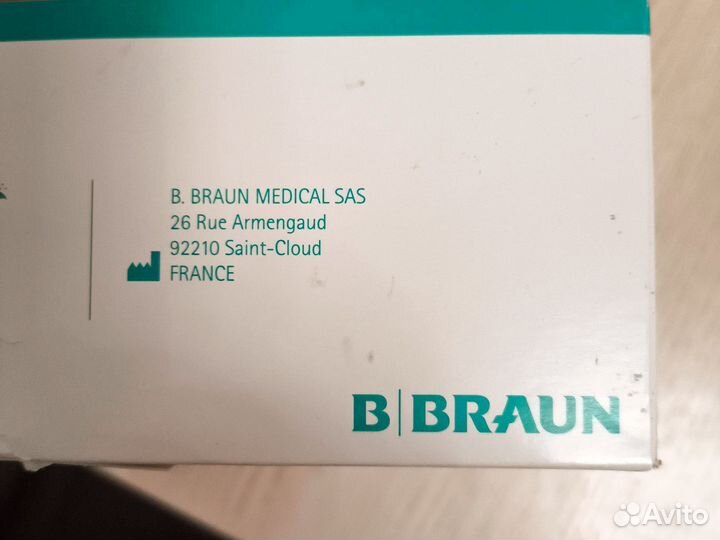 B. BRAUN MEDICAL SAS
26 Rue Armengaud
92210 Saint-Cloud
FRANCE
B|BRAUN
Avito